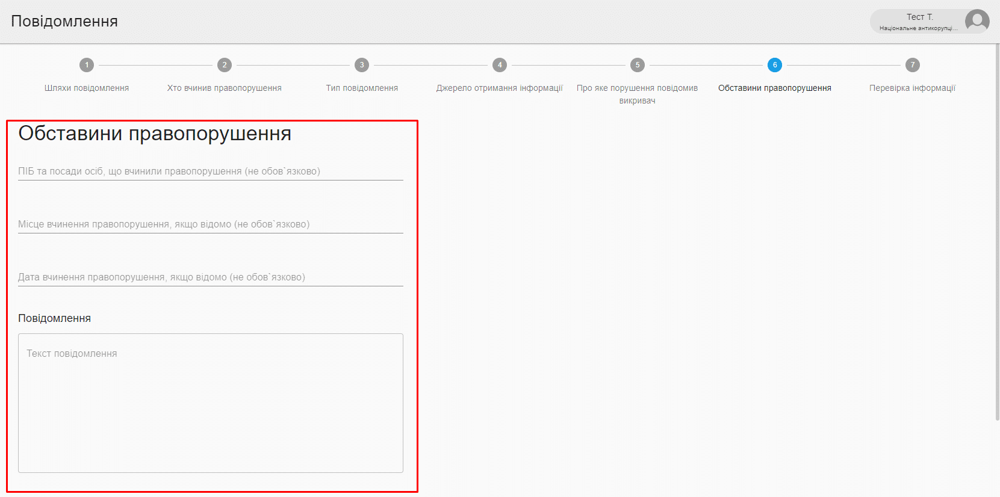 Повідомлення
Тест Т.
Національне антикорупці...
1
2
3
4
5
6
7
Шляхи повідомлення
Хто вчинив правопорушення
Тип повідомлення
Джерело отримання інформації
Про яке порушення повідомив
викривач
Обставини правопорушення
Перевірка інформації
Обставини правопорушення
ПІБ та посади осіб, що вчинили правопорушення (не обов`язково)
Місце вчинення правопорушення, якщо відомо (не обов`язково)
Дата вчинення правопорушення, якщо відомо (не обов`язково)
Повідомлення
Текст повідомлення